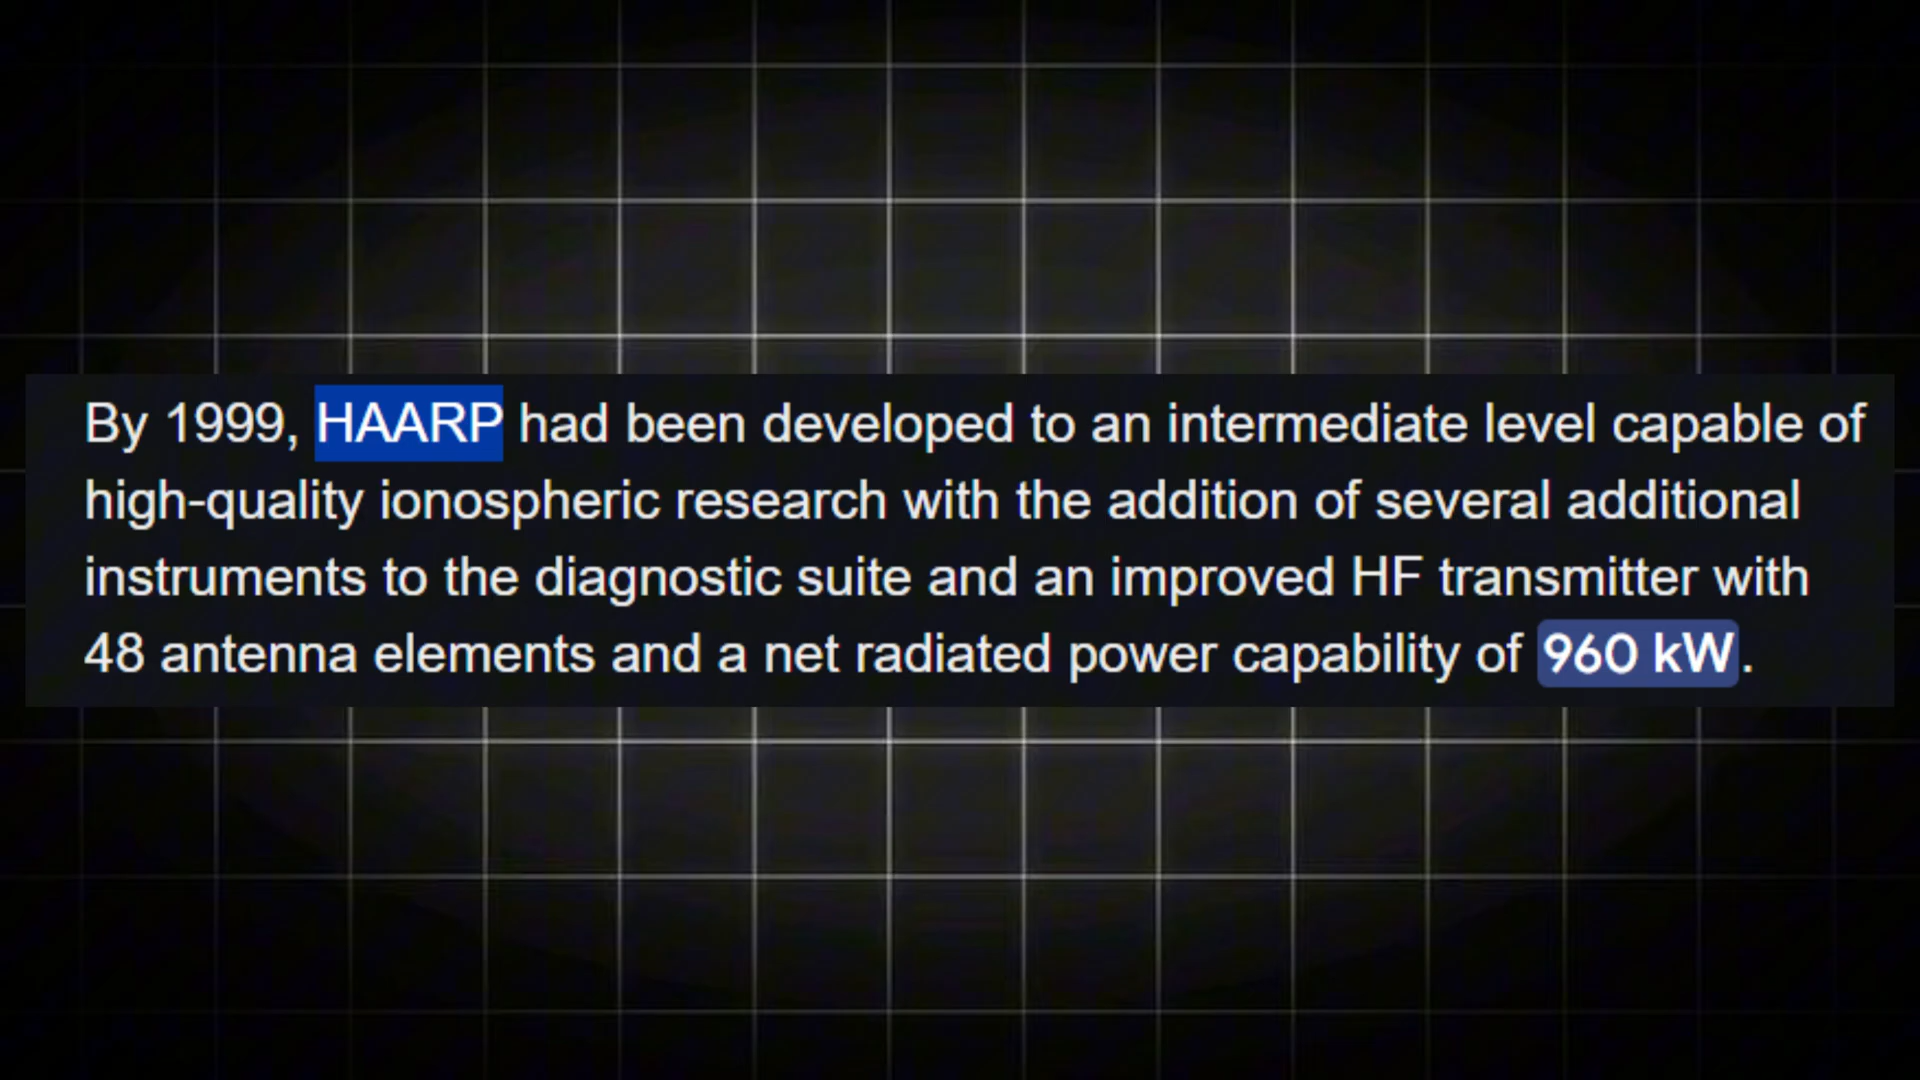 By 1999, HAARP had been developed to an intermediate level capable of
high-quality ionospheric research with the addition of several additional
instruments to the diagnostic suite and an improved HF transmitter with
48 antenna elements and a net radiated power capability of 960 kW.